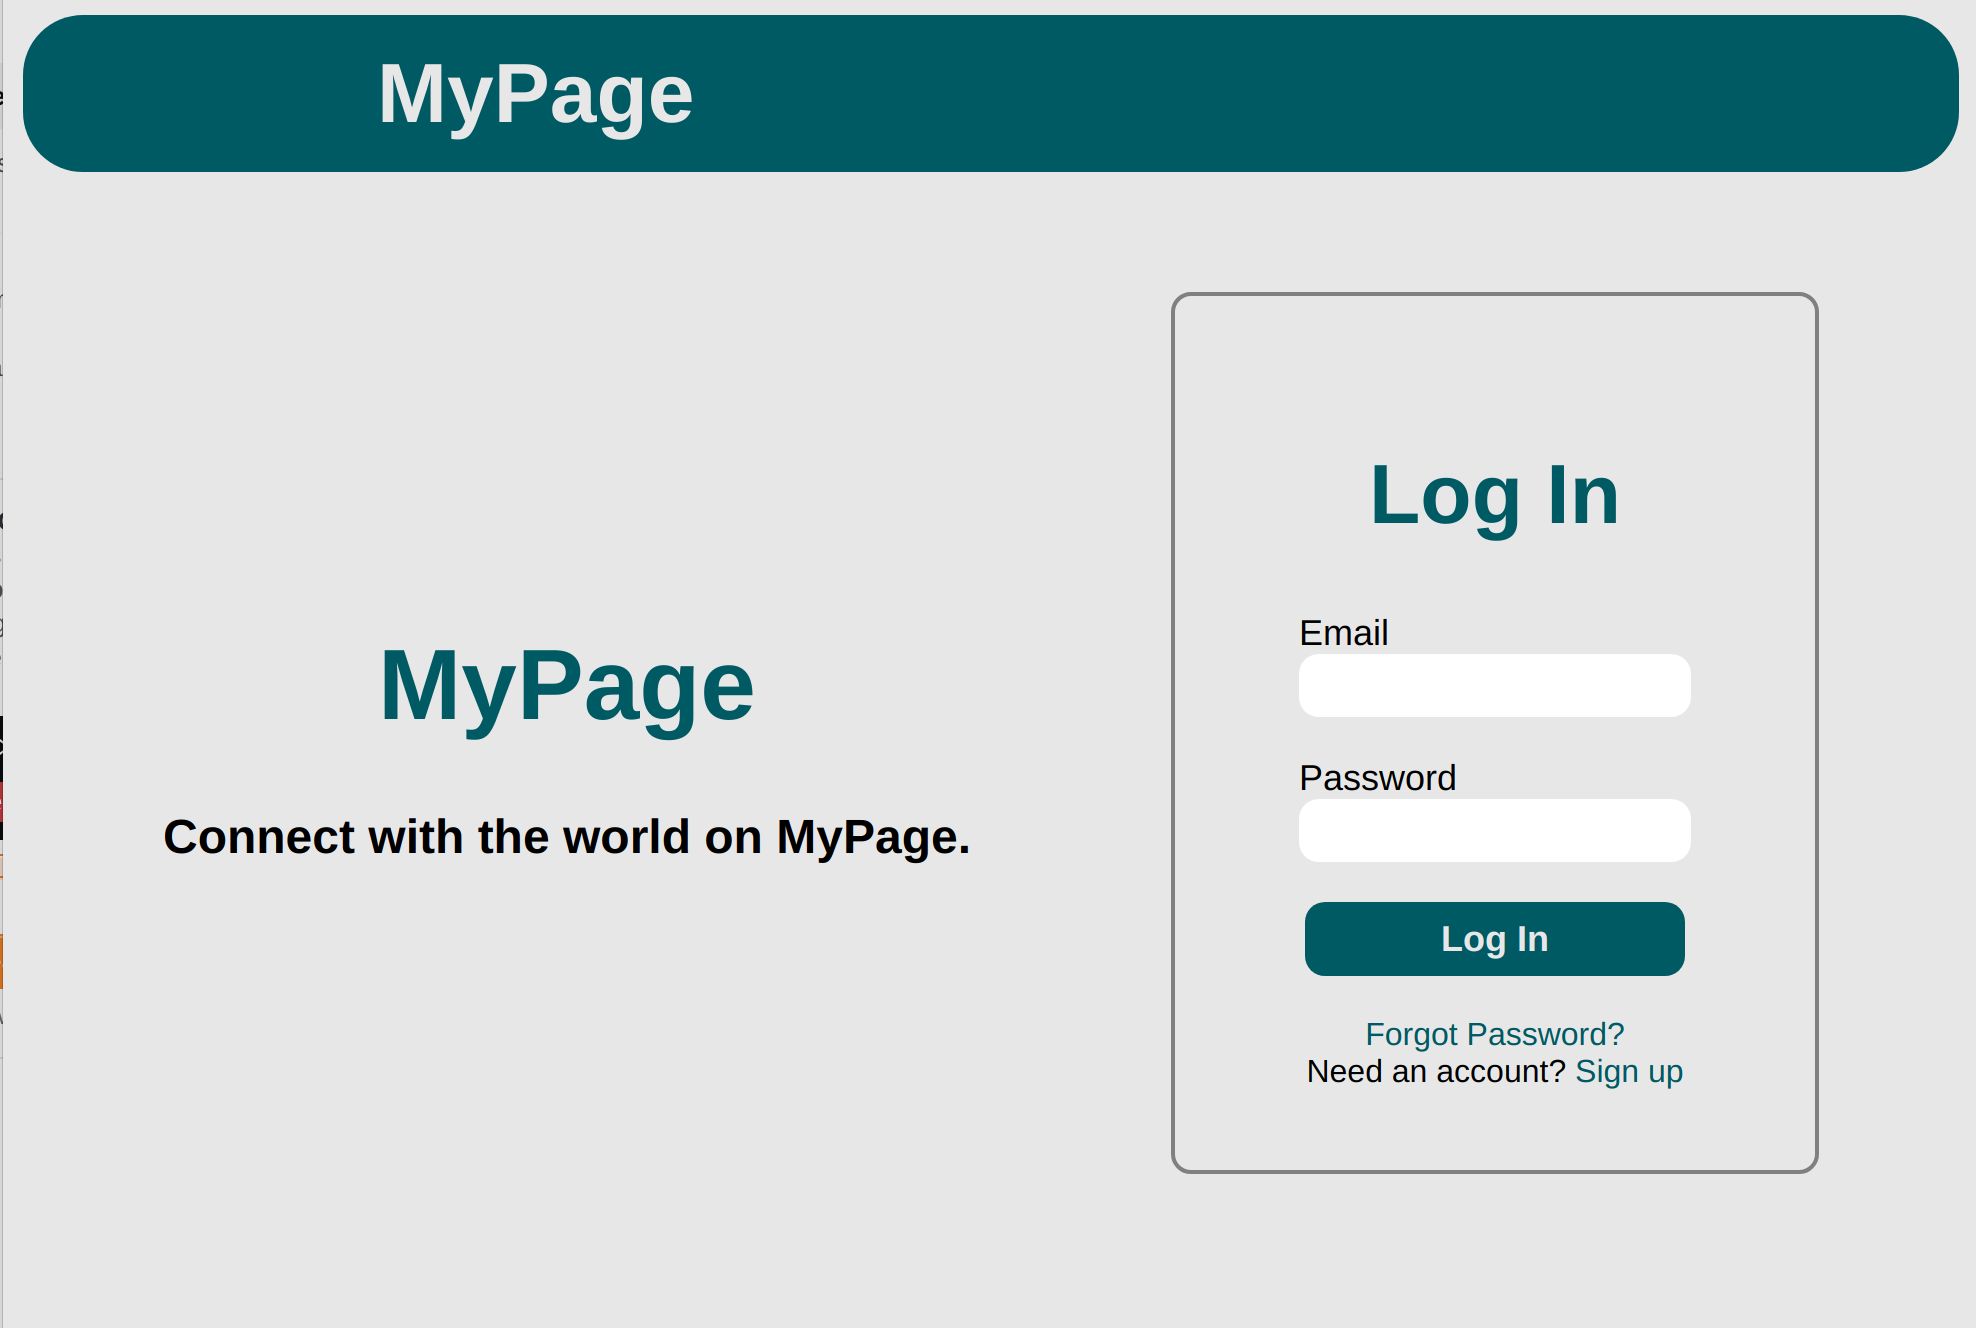 MyPage
MyPage
Connect with the world on MyPage.
Log In
Email
Password
Log In
Forgot Password?
Need an account? Sign up